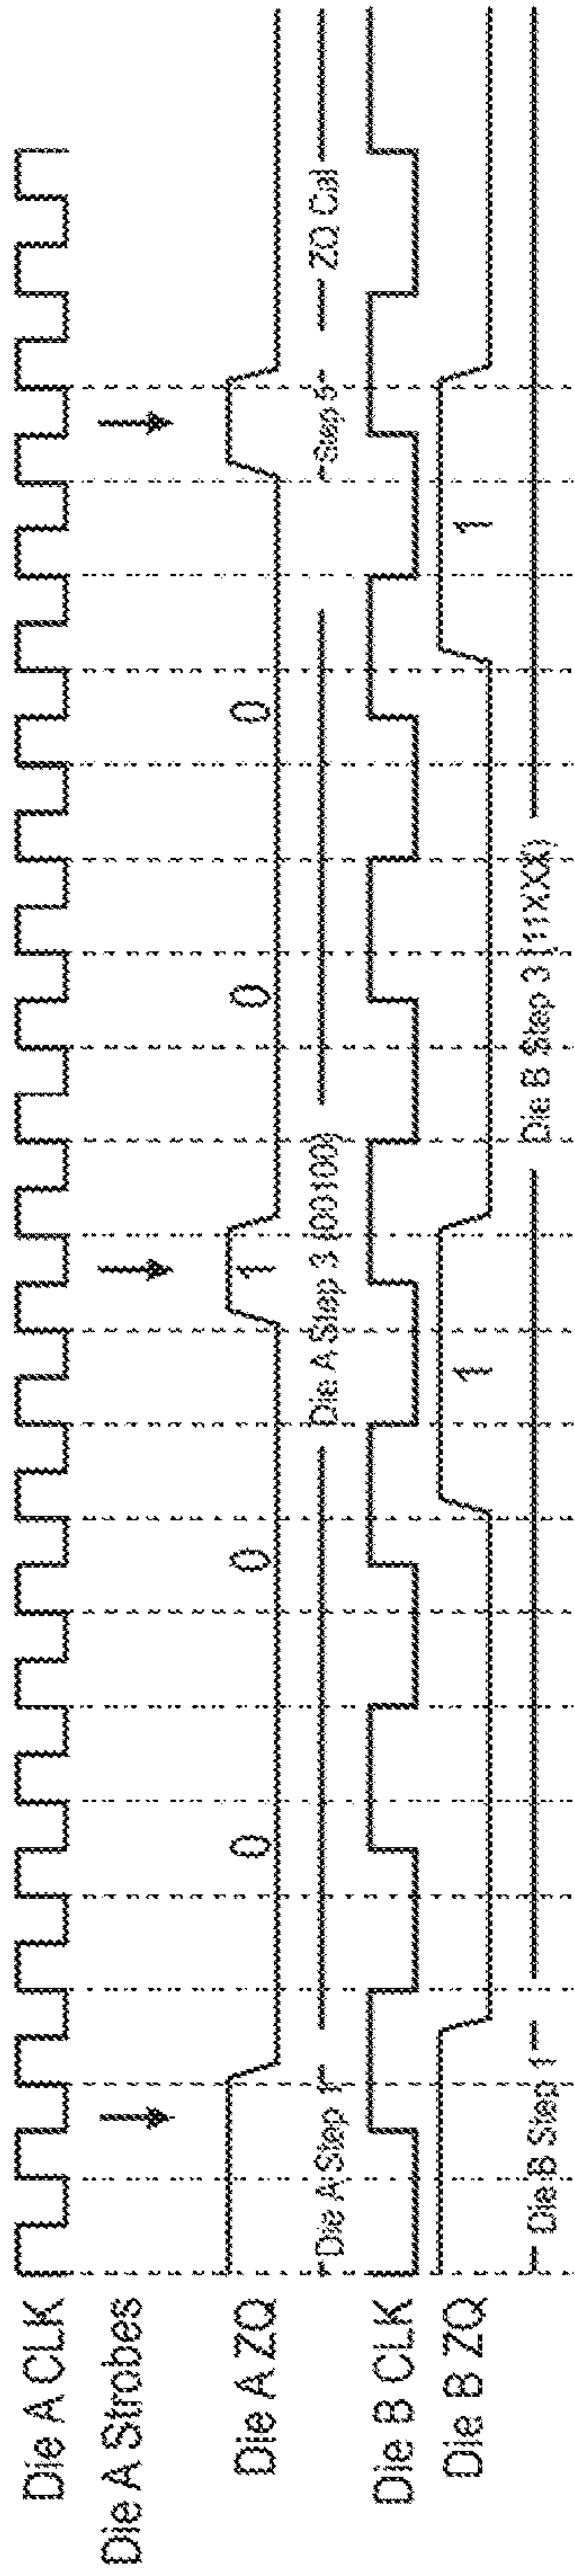 Die A CLK
Die A Strobes
Die A ZQ
0
0
1
0
0
Die A Step 1
Die A Step 3 (00100)
Step 5
ZQ Cal
Die B CLK
Die B ZQ
1
1
Die B Step 1
Die B Step 3 (11XXX)